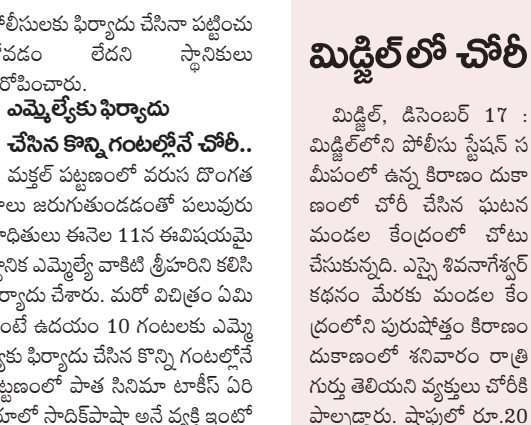 పోలీసులకు ఫిర్యాదు చేసినా పట్టించు
వడం లేదని స్థానికులు
రోపించారు.
ఎమ్మెల్యేకు ఫిర్యాదు
చేసిన కొన్ని గంటల్లోనే చోరీ..
మక్తల్ పట్టణంలో వరుస దొంగత
లు జరుగుతుండడంతో పలువురు
ధితులు ఈనెల 11న ఈవిషయమై
నిక ఎమ్మెల్యే వాకిటి శ్రీహరిని కలిసి
ర్యాదు చేశారు. మరో విచిత్రం ఏమి
ంటే ఉదయం 10 గంటలకు ఎమ్మె
్యేకు ఫిర్యాదు చేసిన కొన్ని గంటల్లోనే
ట్టణంలో పాత సినిమా టాకీస్ ఏరి
యాలో సాదిక్‌పాషా అనే వ్యక్తి ఇంట్లో
మిడ్జిల్‌లో చోరీ
మిడ్జిల్, డిసెంబర్ 17 :
మిడ్జిల్‌లోని పోలీసు స్టేషన్ స
మీపంలో ఉన్న కిరాణం దుకా
ణంలో చోరీ చేసిన ఘటన
మండల కేంద్రంలో చోటు
చేసుకున్నది. ఎస్సై శివనాగేశ్వర్
కథనం మేరకు మండల కేం
ద్రంలోని పురుషోత్తం కిరాణం
దుకాణంలో శనివారం రాత్రి
గుర్తు తెలియని వ్యక్తులు చోరీకి
పాల్పడ్డారు. షాపులో రూ.20